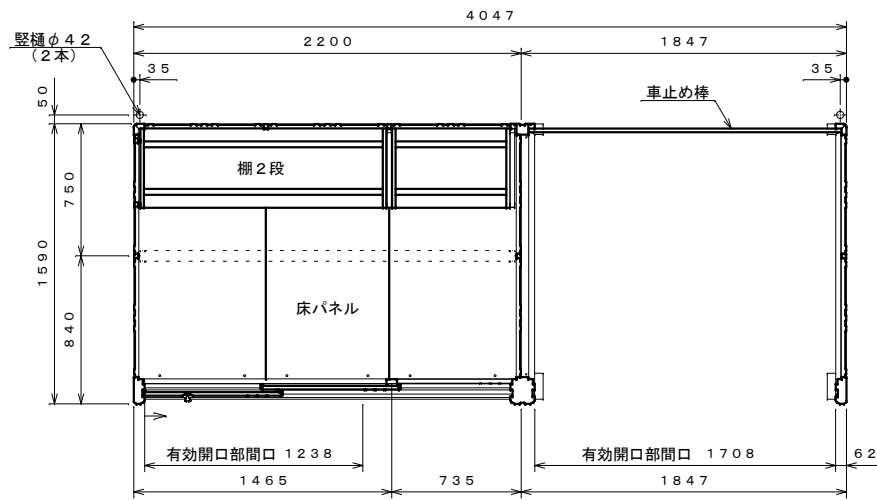 4047
2200
1847
竪樋φ42
(2本)
35
35
50
車止め棒
棚2段
750
1590
840
床パネル
有効開口部間口 1238
有効開口部間口 1708
62
1465
735
1847